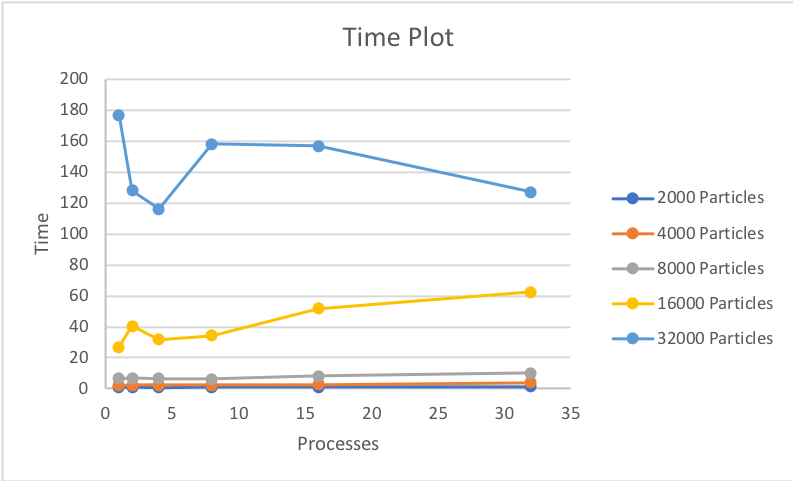 Time Plot
200
180
160
140
120
100
80
60
40
20
0
Time
0 5 10 15 20 25 30 35
Processes
2000 Particles
4000 Particles
8000 Particles
16000 Particles
32000 Particles